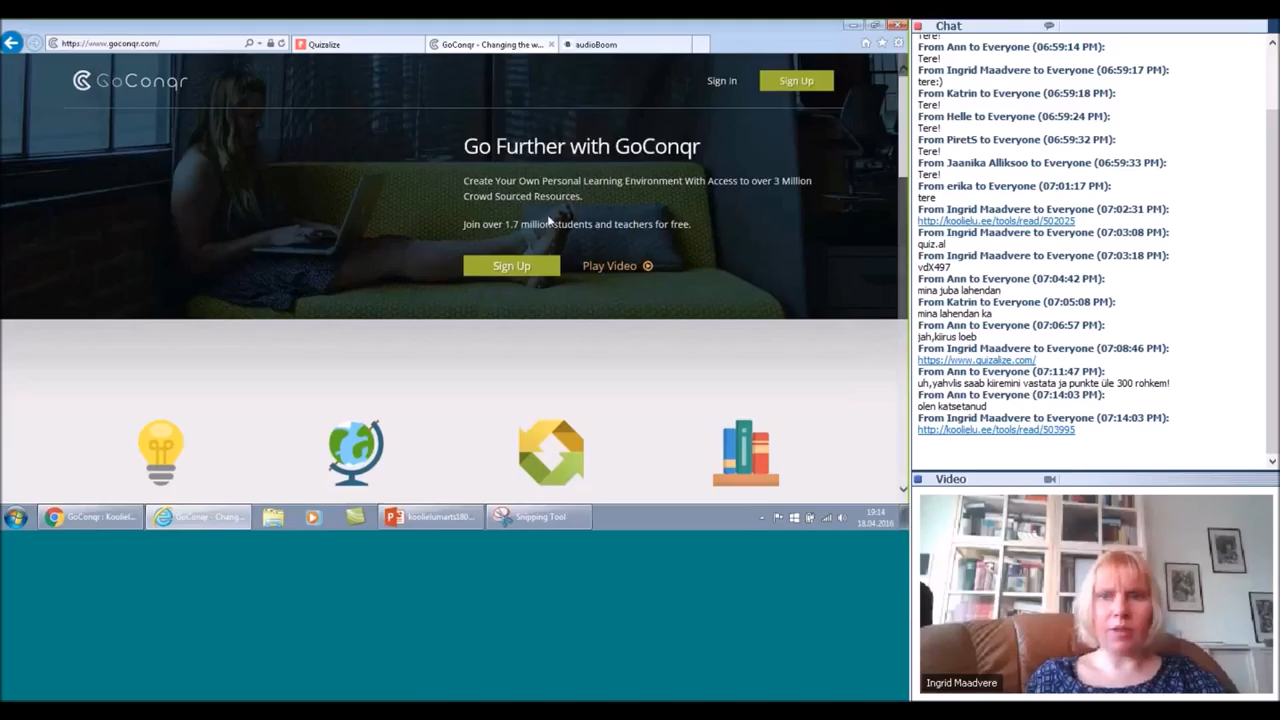 https://www.goconqr.com/
Quizalize
GoConqr - Changing the w...
audioBoom
GoConqr
Sign In
Sign Up
Go Further with GoConqr
Create Your Own Personal Learning Environment With Access to over 3 Million
Crowd Sourced Resources.
Join over 1.7 million students and teachers for free.
Sign Up
Play Video
GoConqr : Kooliel...
GoConqr - Chang...
koolielumarts180...
Snipping Tool
19:14
18.04.2016
Chat
Tere!
From Ann to Everyone (06:59:14 PM):
Tere!
From Ingrid Maadvere to Everyone (06:59:17 PM):
tere:)
From Katrin to Everyone (06:59:18 PM):
Tere!
From Helle to Everyone (06:59:24 PM):
Tere!
From PiretS to Everyone (06:59:32 PM):
Tere!
From Jaanika Alliksoo to Everyone (06:59:33 PM):
Tere!
From erika to Everyone (07:01:17 PM):
tere
From Ingrid Maadvere to Everyone (07:02:31 PM):
http://koolielu.ee/tools/read/502025
From Ingrid Maadvere to Everyone (07:03:08 PM):
quiz.al
From Ingrid Maadvere to Everyone (07:03:18 PM):
vdX497
From Ann to Everyone (07:04:42 PM):
mina juba lahendan
From Katrin to Everyone (07:05:08 PM):
mina lahendan ka
From Ann to Everyone (07:06:57 PM):
jah,kiirus loeb
From Ingrid Maadvere to Everyone (07:08:46 PM):
https://www.quizalize.com/
From Ann to Everyone (07:11:47 PM):
uh,yahvlis saab kiiremini vastata ja punkte üle 300 rohkem!
From Ann to Everyone (07:14:03 PM):
olen katsetanud
From Ingrid Maadvere to Everyone (07:14:03 PM):
http://koolielu.ee/tools/read/503995
Video
Ingrid Maadvere